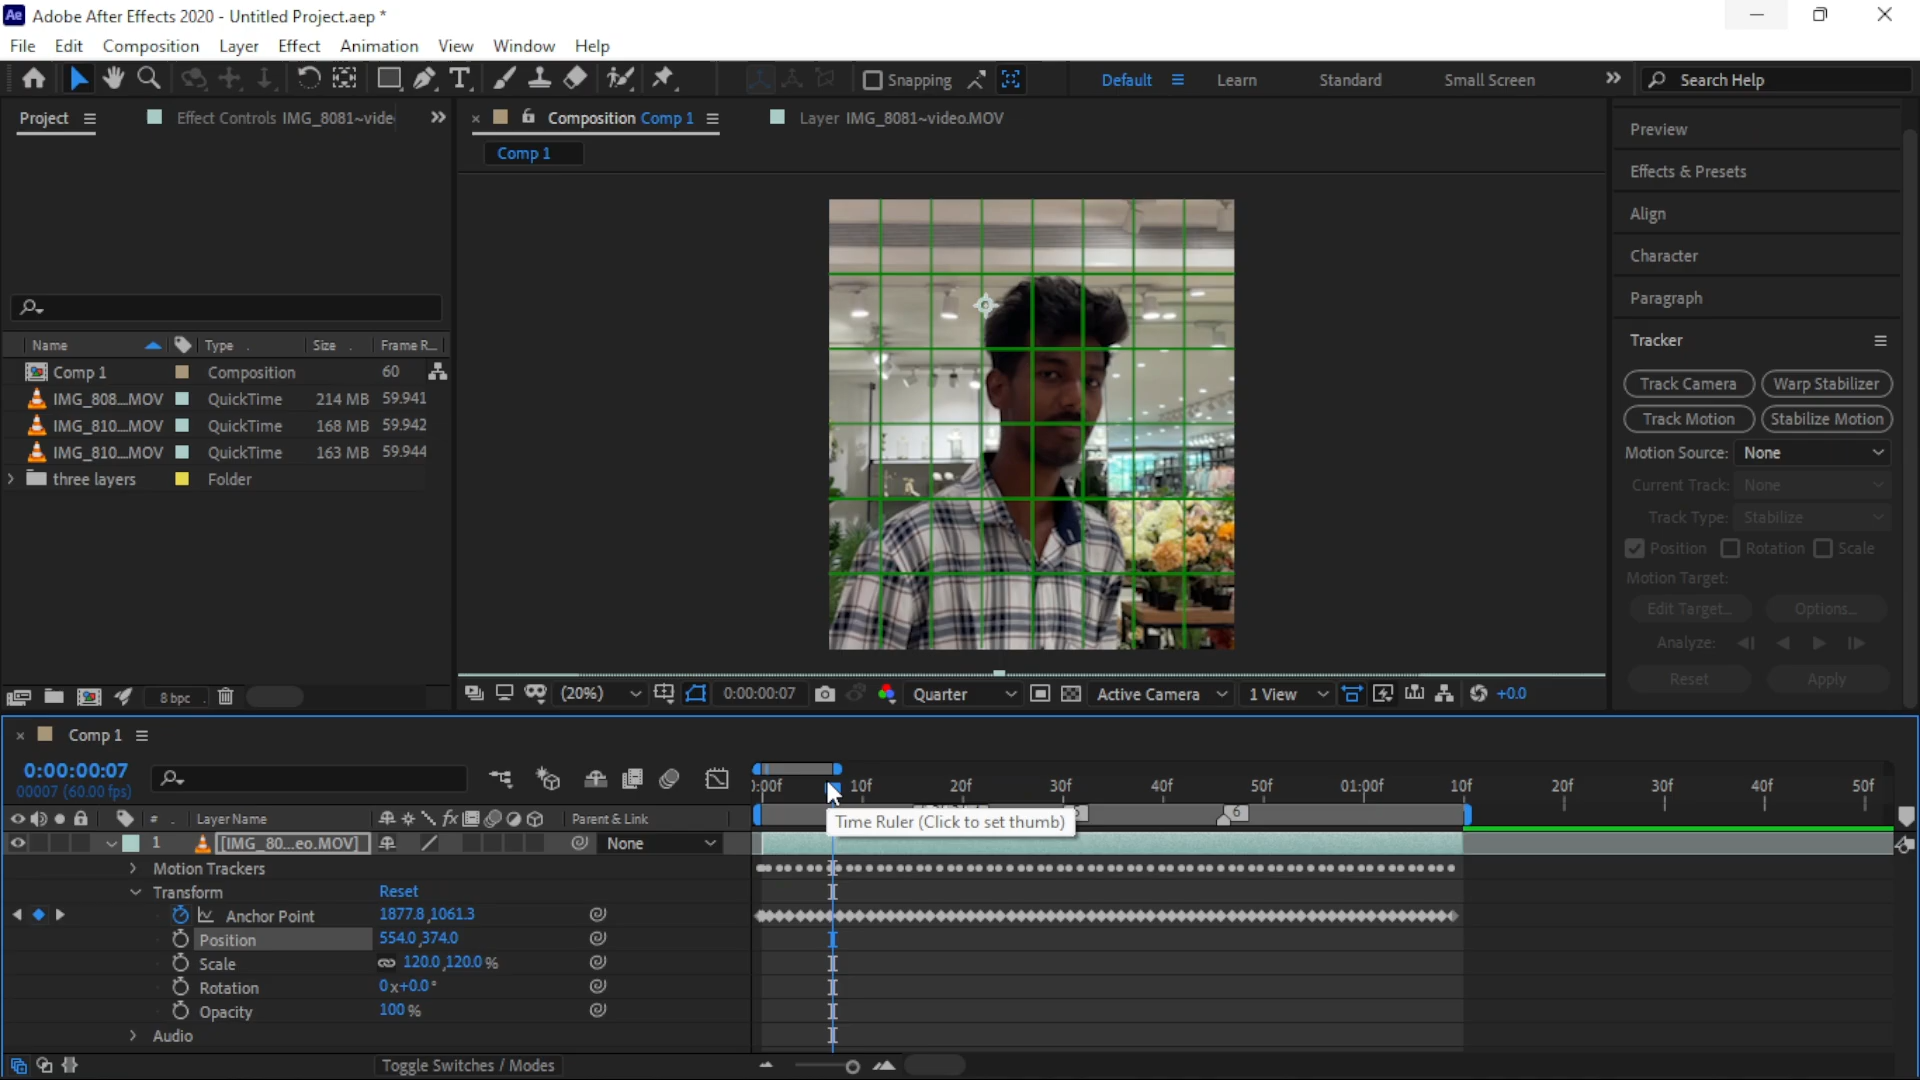 Ae Adobe After Effects 2020 - Untitled Project.aep *
File Edit Composition Layer Effect Animation View Window Help
Snapping Default Learn Standard Small Screen Search Help
Project Effect Controls IMG_8081~vide
Composition Comp 1 Layer IMG_8081~video.MOV
Comp 1
Name Type Size Frame R...
Comp 1 Composition 60
IMG_808...MOV QuickTime 214 MB 59.941
IMG_810...MOV QuickTime 168 MB 59.942
IMG_810...MOV QuickTime 163 MB 59.944
three layers Folder
8 bpc
(20%) 0:00:00:07 Quarter Active Camera 1 View +0.0
Preview
Effects & Presets
Align
Character
Paragraph
Tracker
Track Camera Warp Stabilizer
Track Motion Stabilize Motion
Motion Source: None
Current Track: None
Track Type: Stabilize
Position Rotation Scale
Motion Target:
Edit Target... Options...
Analyze:
Reset Apply
Comp 1
0:00:00:07
00007 (60.00 fps)
):00f 10f 20f 30f 40f 50f 01:00f 10f 20f 30f 40f 50f
# Layer Name Parent & Link
6
Time Ruler (Click to set thumb)
1 [IMG_80...eo.MOV] None
Motion Trackers
Transform Reset
Anchor Point 1877.8,1061.3
Position 554.0,374.0
Scale 120.0,120.0 %
Rotation 0x+0.0°
Opacity 100 %
Audio
Toggle Switches / Modes